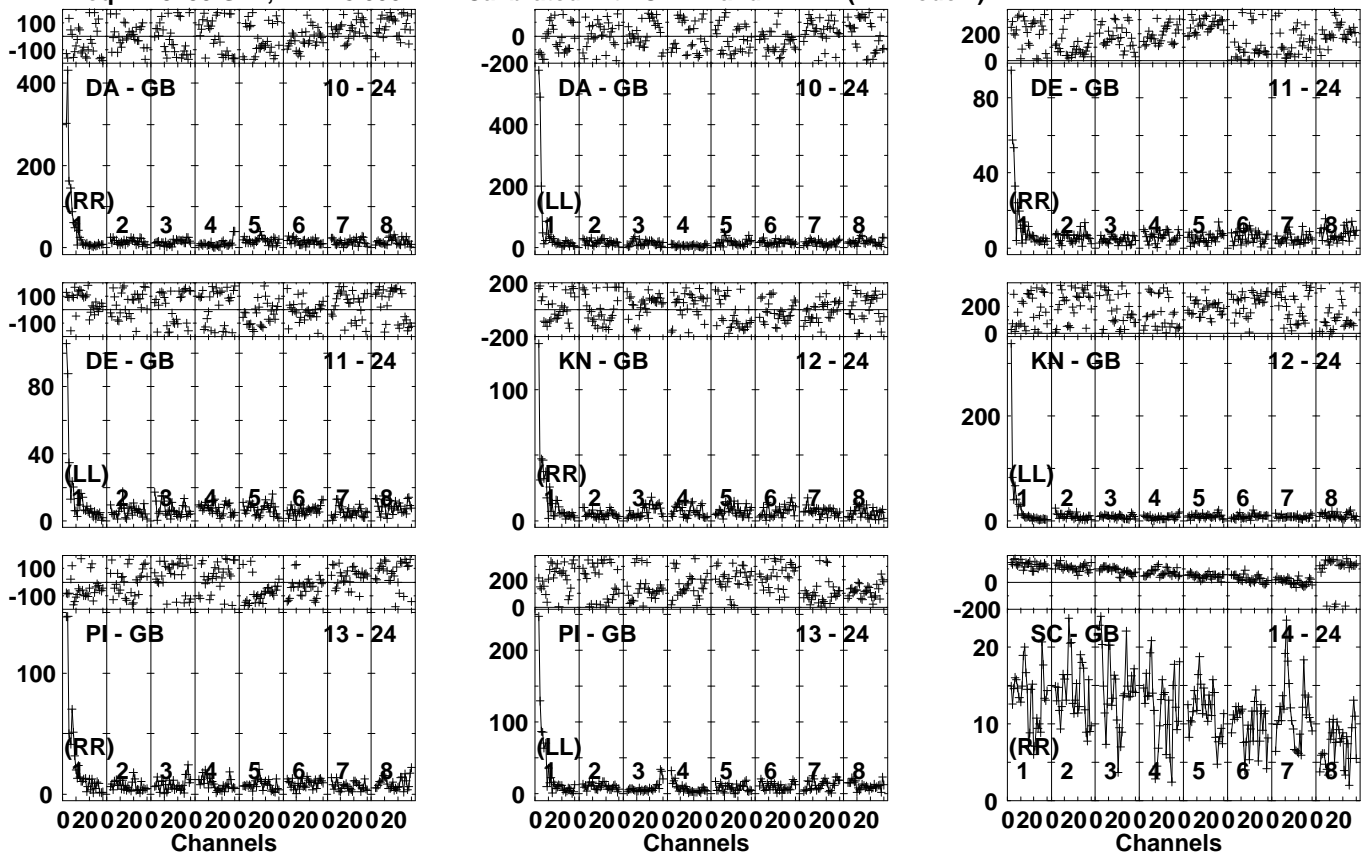 100 0 200
-100 -200 0
400 DA - GB 10 - 24 400 DA - GB 10 - 24 80 DE - GB 11 - 24
200 200 40
(RR) (LL) (RR)
1 2 3 4 5 6 7 8 1 2 3 4 5 6 7 8 1 2 3 4 5 6 7 8
0 0 0
100 200 200
-100 -200 0
DE - GB 11 - 24 KN - GB 12 - 24 KN - GB 12 - 24
80 100 200
40
(LL) (RR) (LL)
1 2 3 4 5 6 7 8 1 2 3 4 5 6 7 8 1 2 3 4 5 6 7 8
0 0 0
100 200 0
-100 0 -200
PI - GB 13 - 24 PI - GB 13 - 24 SC - GB 14 - 24
100 200 20
100 10
(RR) (LL) (RR)
1 2 3 4 5 6 7 8 1 2 3 4 5 6 7 8 1 2 3 4 5 6 7 8
0 0 0
0 20 0 20 0 20 0 20 0 20 0 20 0 20 0 20 0 20 0 20 0 20 0 20 0 20 0 20 0 20 0 20 0 20 0 20 0 20 0 20 0 20 0 20 0 20 0 20
Channels Channels Channels